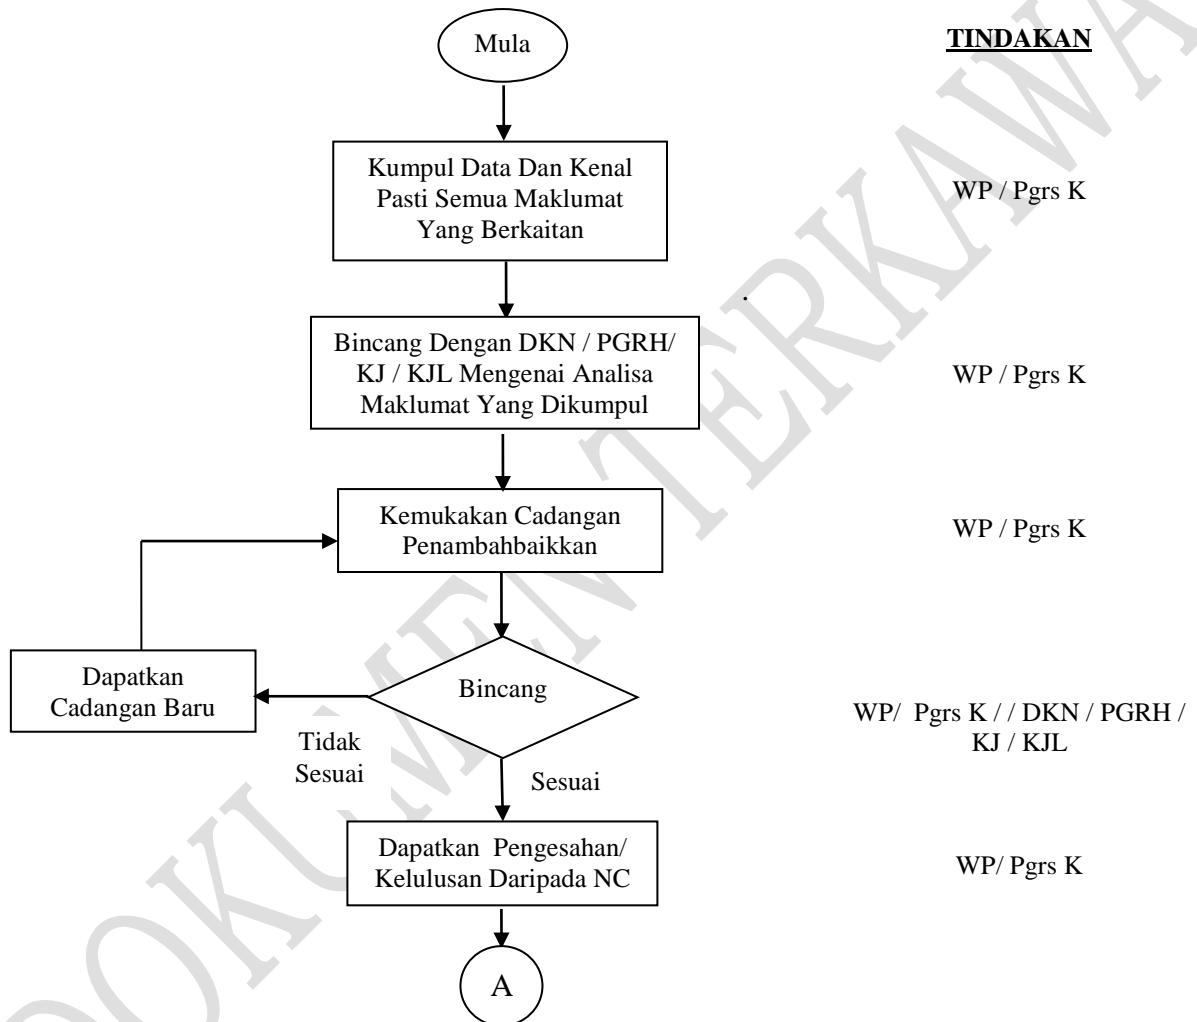 Mula
TINDAKAN
Kumpul Data Dan Kenal
Pasti Semua Maklumat
Yang Berkaitan
WP / Pgrs K
.
Bincang Dengan DKN / PGRH/
KJ / KJL Mengenai Analisa
Maklumat Yang Dikumpul
WP / Pgrs K
Kemukakan Cadangan
Penambahbaikkan
WP / Pgrs K
Dapatkan
Cadangan Baru
Bincang
WP/ Pgrs K / / DKN / PGRH /
KJ / KJL
Tidak
Sesuai
Sesuai
Dapatkan Pengesahan/
Kelulusan Daripada NC
WP/ Pgrs K
A
DOKUMEN TERKAWA